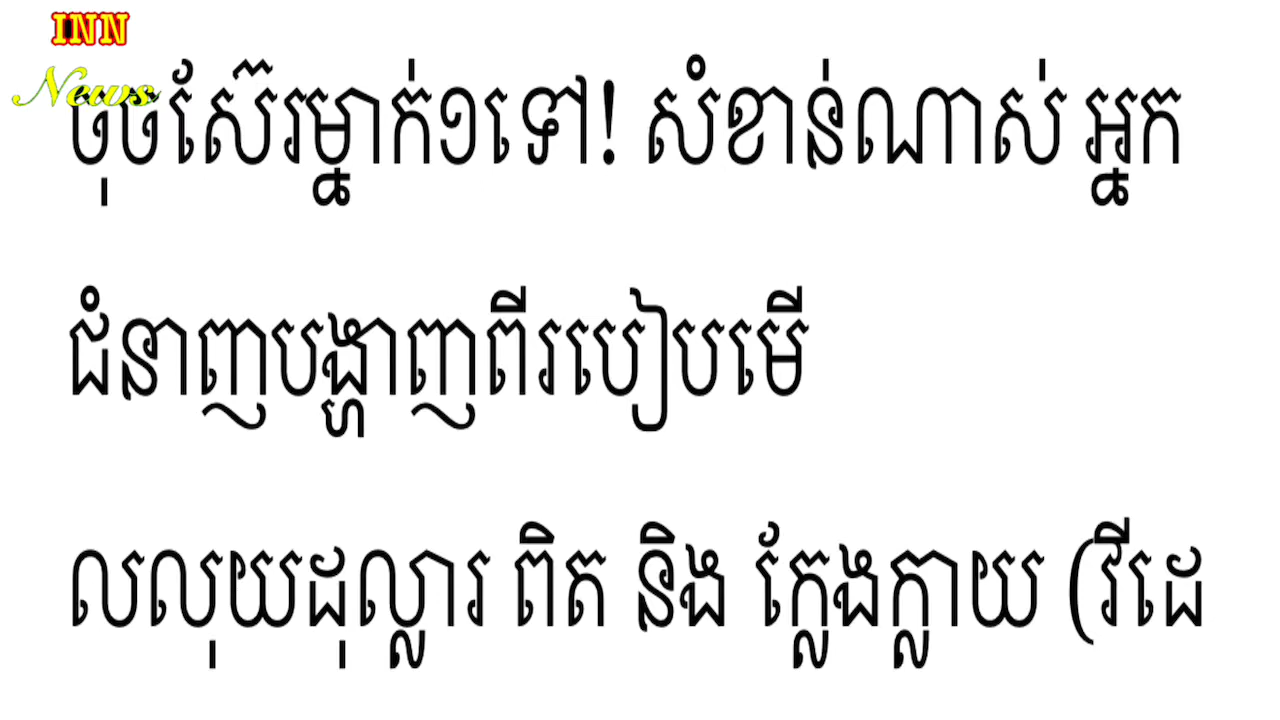 INN
News
ចុចស៊ែរម្នាក់១ទៅ! សំខាន់ណាស់ អ្នក
ជំនាញបង្ហាញពីរបៀបមើ
លលុយដុល្លារ ពិត និង ក្លែងក្លាយ (វីដេ